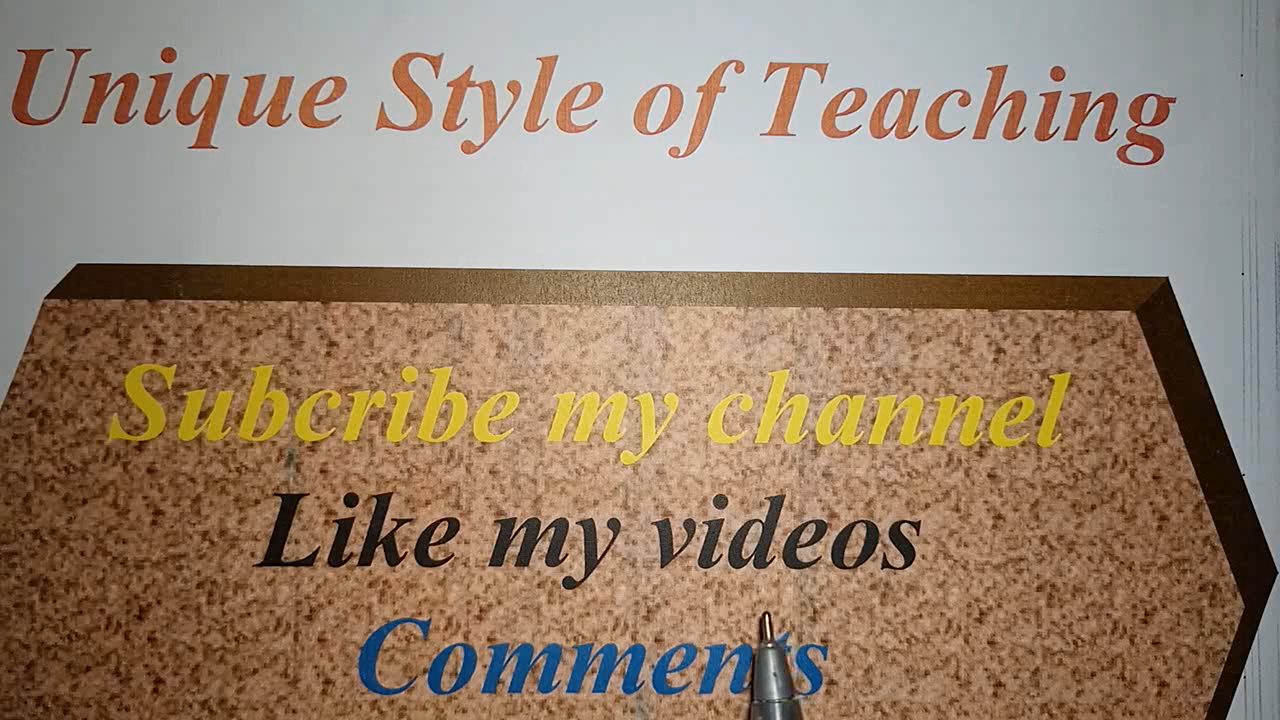 Unique Style of Teaching
Subcribe my channel
Like my videos
Comments